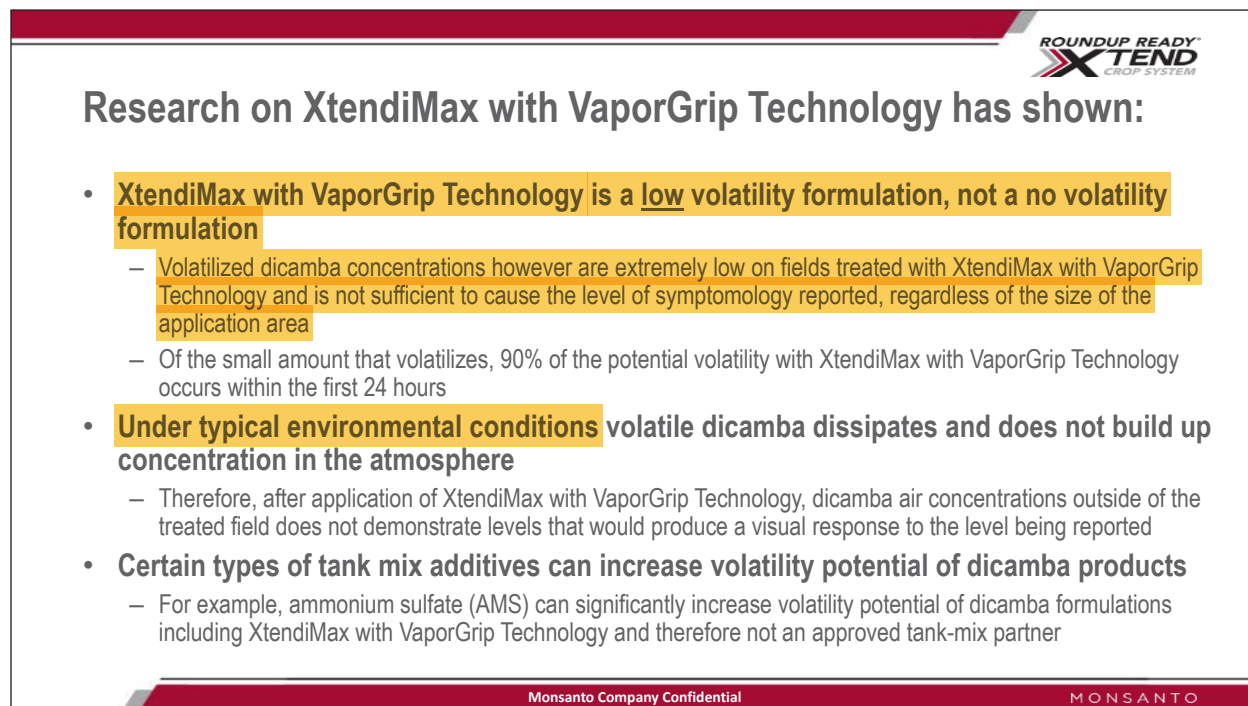 ROUNDUP READY
XTEND
CROP SYSTEM
Research on XtendiMax with VaporGrip Technology has shown:
• XtendiMax with VaporGrip Technology is a low volatility formulation, not a no volatility
formulation
– Volatilized dicamba concentrations however are extremely low on fields treated with XtendiMax with VaporGrip
Technology and is not sufficient to cause the level of symptomology reported, regardless of the size of the
application area
– Of the small amount that volatilizes, 90% of the potential volatility with XtendiMax with VaporGrip Technology
occurs within the first 24 hours
• Under typical environmental conditions volatile dicamba dissipates and does not build up
concentration in the atmosphere
– Therefore, after application of XtendiMax with VaporGrip Technology, dicamba air concentrations outside of the
treated field does not demonstrate levels that would produce a visual response to the level being reported
• Certain types of tank mix additives can increase volatility potential of dicamba products
– For example, ammonium sulfate (AMS) can significantly increase volatility potential of dicamba formulations
including XtendiMax with VaporGrip Technology and therefore not an approved tank-mix partner
Monsanto Company Confidential
MONSANTO